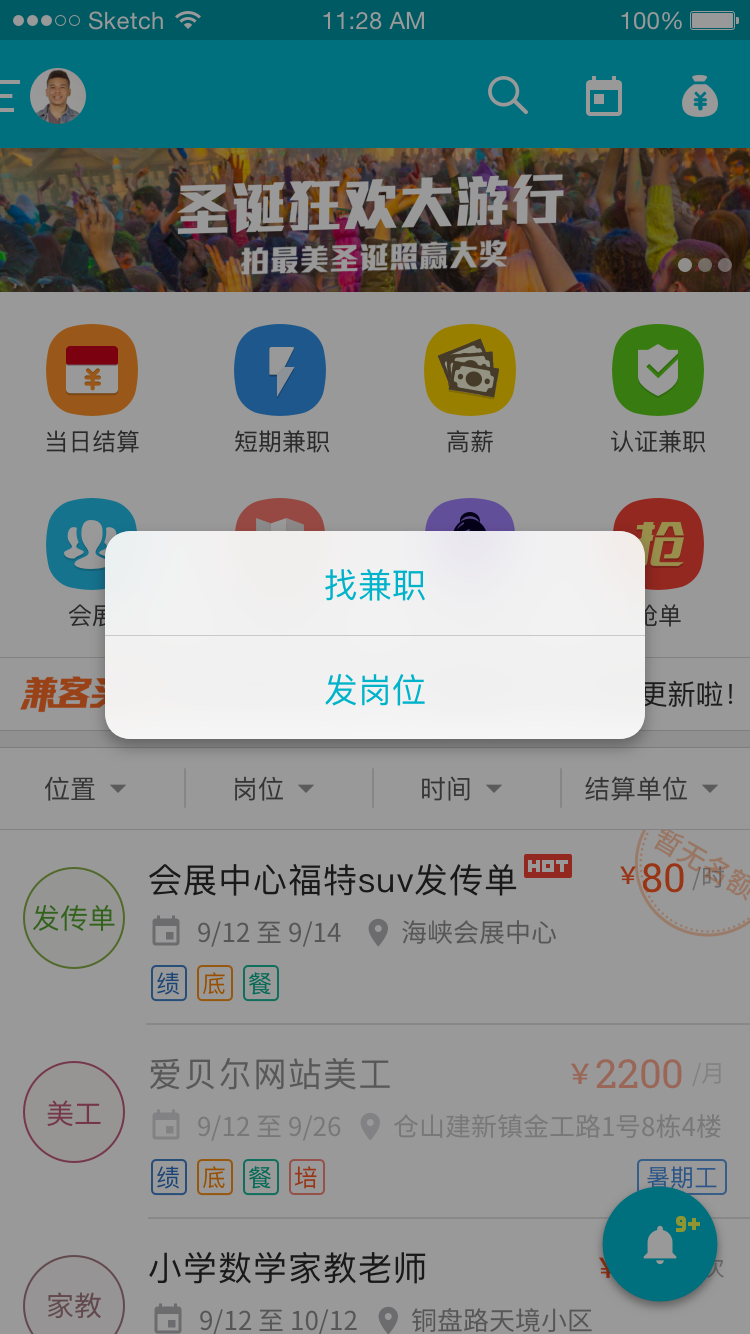 Sketch 11:28 AM 100%
圣诞狂欢大游行
拍最美圣诞照赢大奖
当日结算 短期兼职 高薪 认证兼职
抢
会展
找兼职
发岗位
兼客头
更新啦！
位置 岗位 时间 结算单位
发传单
会展中心福特suv发传单 HOT
¥80 /时
暂无名额
9/12 至 9/14 海峡会展中心
绩 底 餐
美工
爱贝尔网站美工 ¥2200 /月
9/12 至 9/26 仓山建新镇金工路1号8栋4楼
绩 底 餐 培 暑期工
9+
家教
小学数学家教老师 ¥
9/12 至 10/12 铜盘路天境小区